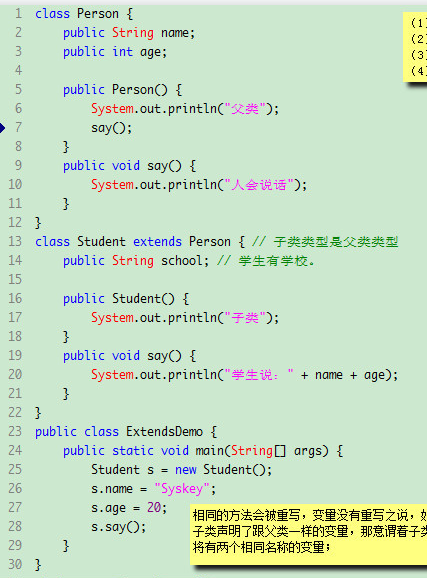 1 class Person {
2     public String name;
3     public int age;
4
5     public Person() {
6         System.out.println("父类");
7         say();
8     }
9     public void say() {
10         System.out.println("人会说话");
11     }
12 }
13 class Student extends Person { // 子类类型是父类类型
14     public String school; // 学生有学校。
15
16     public Student() {
17         System.out.println("子类");
18     }
19     public void say() {
20         System.out.println("学生说：" + name + age);
21     }
22 }
23 public class ExtendsDemo {
24     public static void main(String[] args) {
25         Student s = new Student();
26         s.name = "Syskey";
27         s.age = 20;
28         s.say();
29     }
30 }
(1)
(2)
(3)
(4)
相同的方法会被重写，变量没有重写之说，如
子类声明了跟父类一样的变量，那意谓着子类
将有两个相同名称的变量；